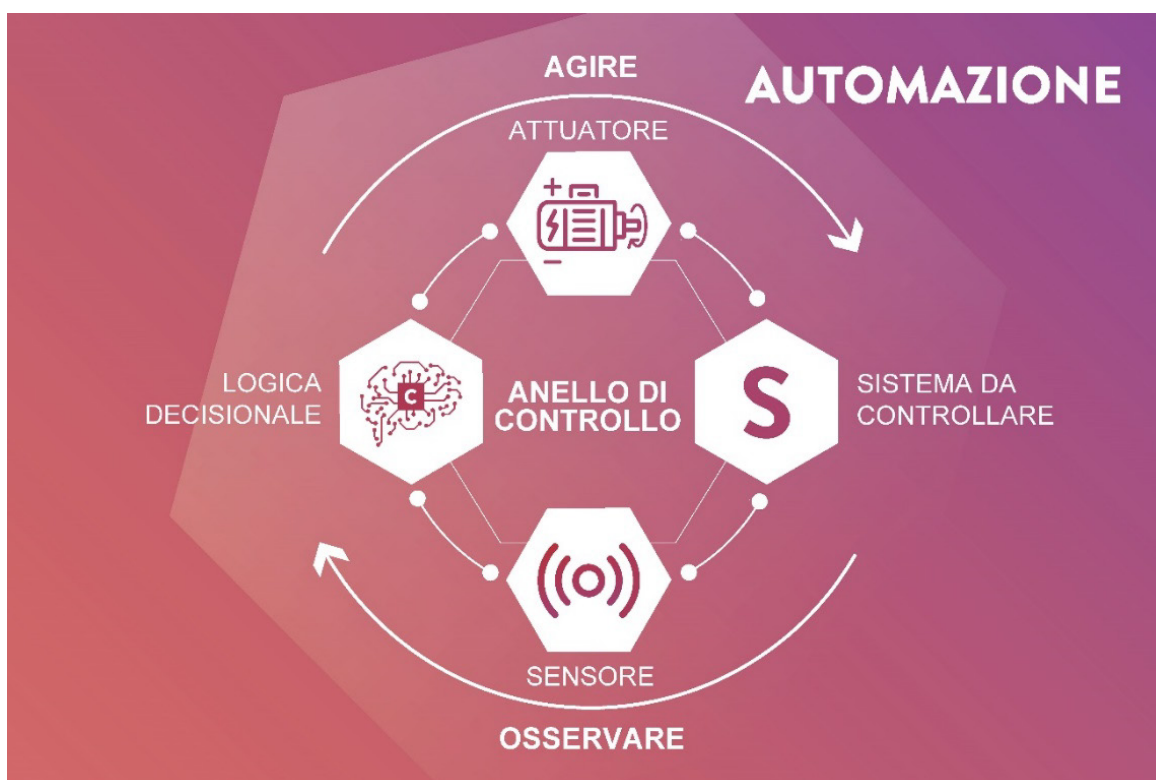 AGIRE
AUTOMAZIONE
ATTUATORE
+
−
LOGICA
DECISIONALE
C
ANELLO DI
CONTROLLO
S
SISTEMA DA
CONTROLLARE
SENSORE
OSSERVARE